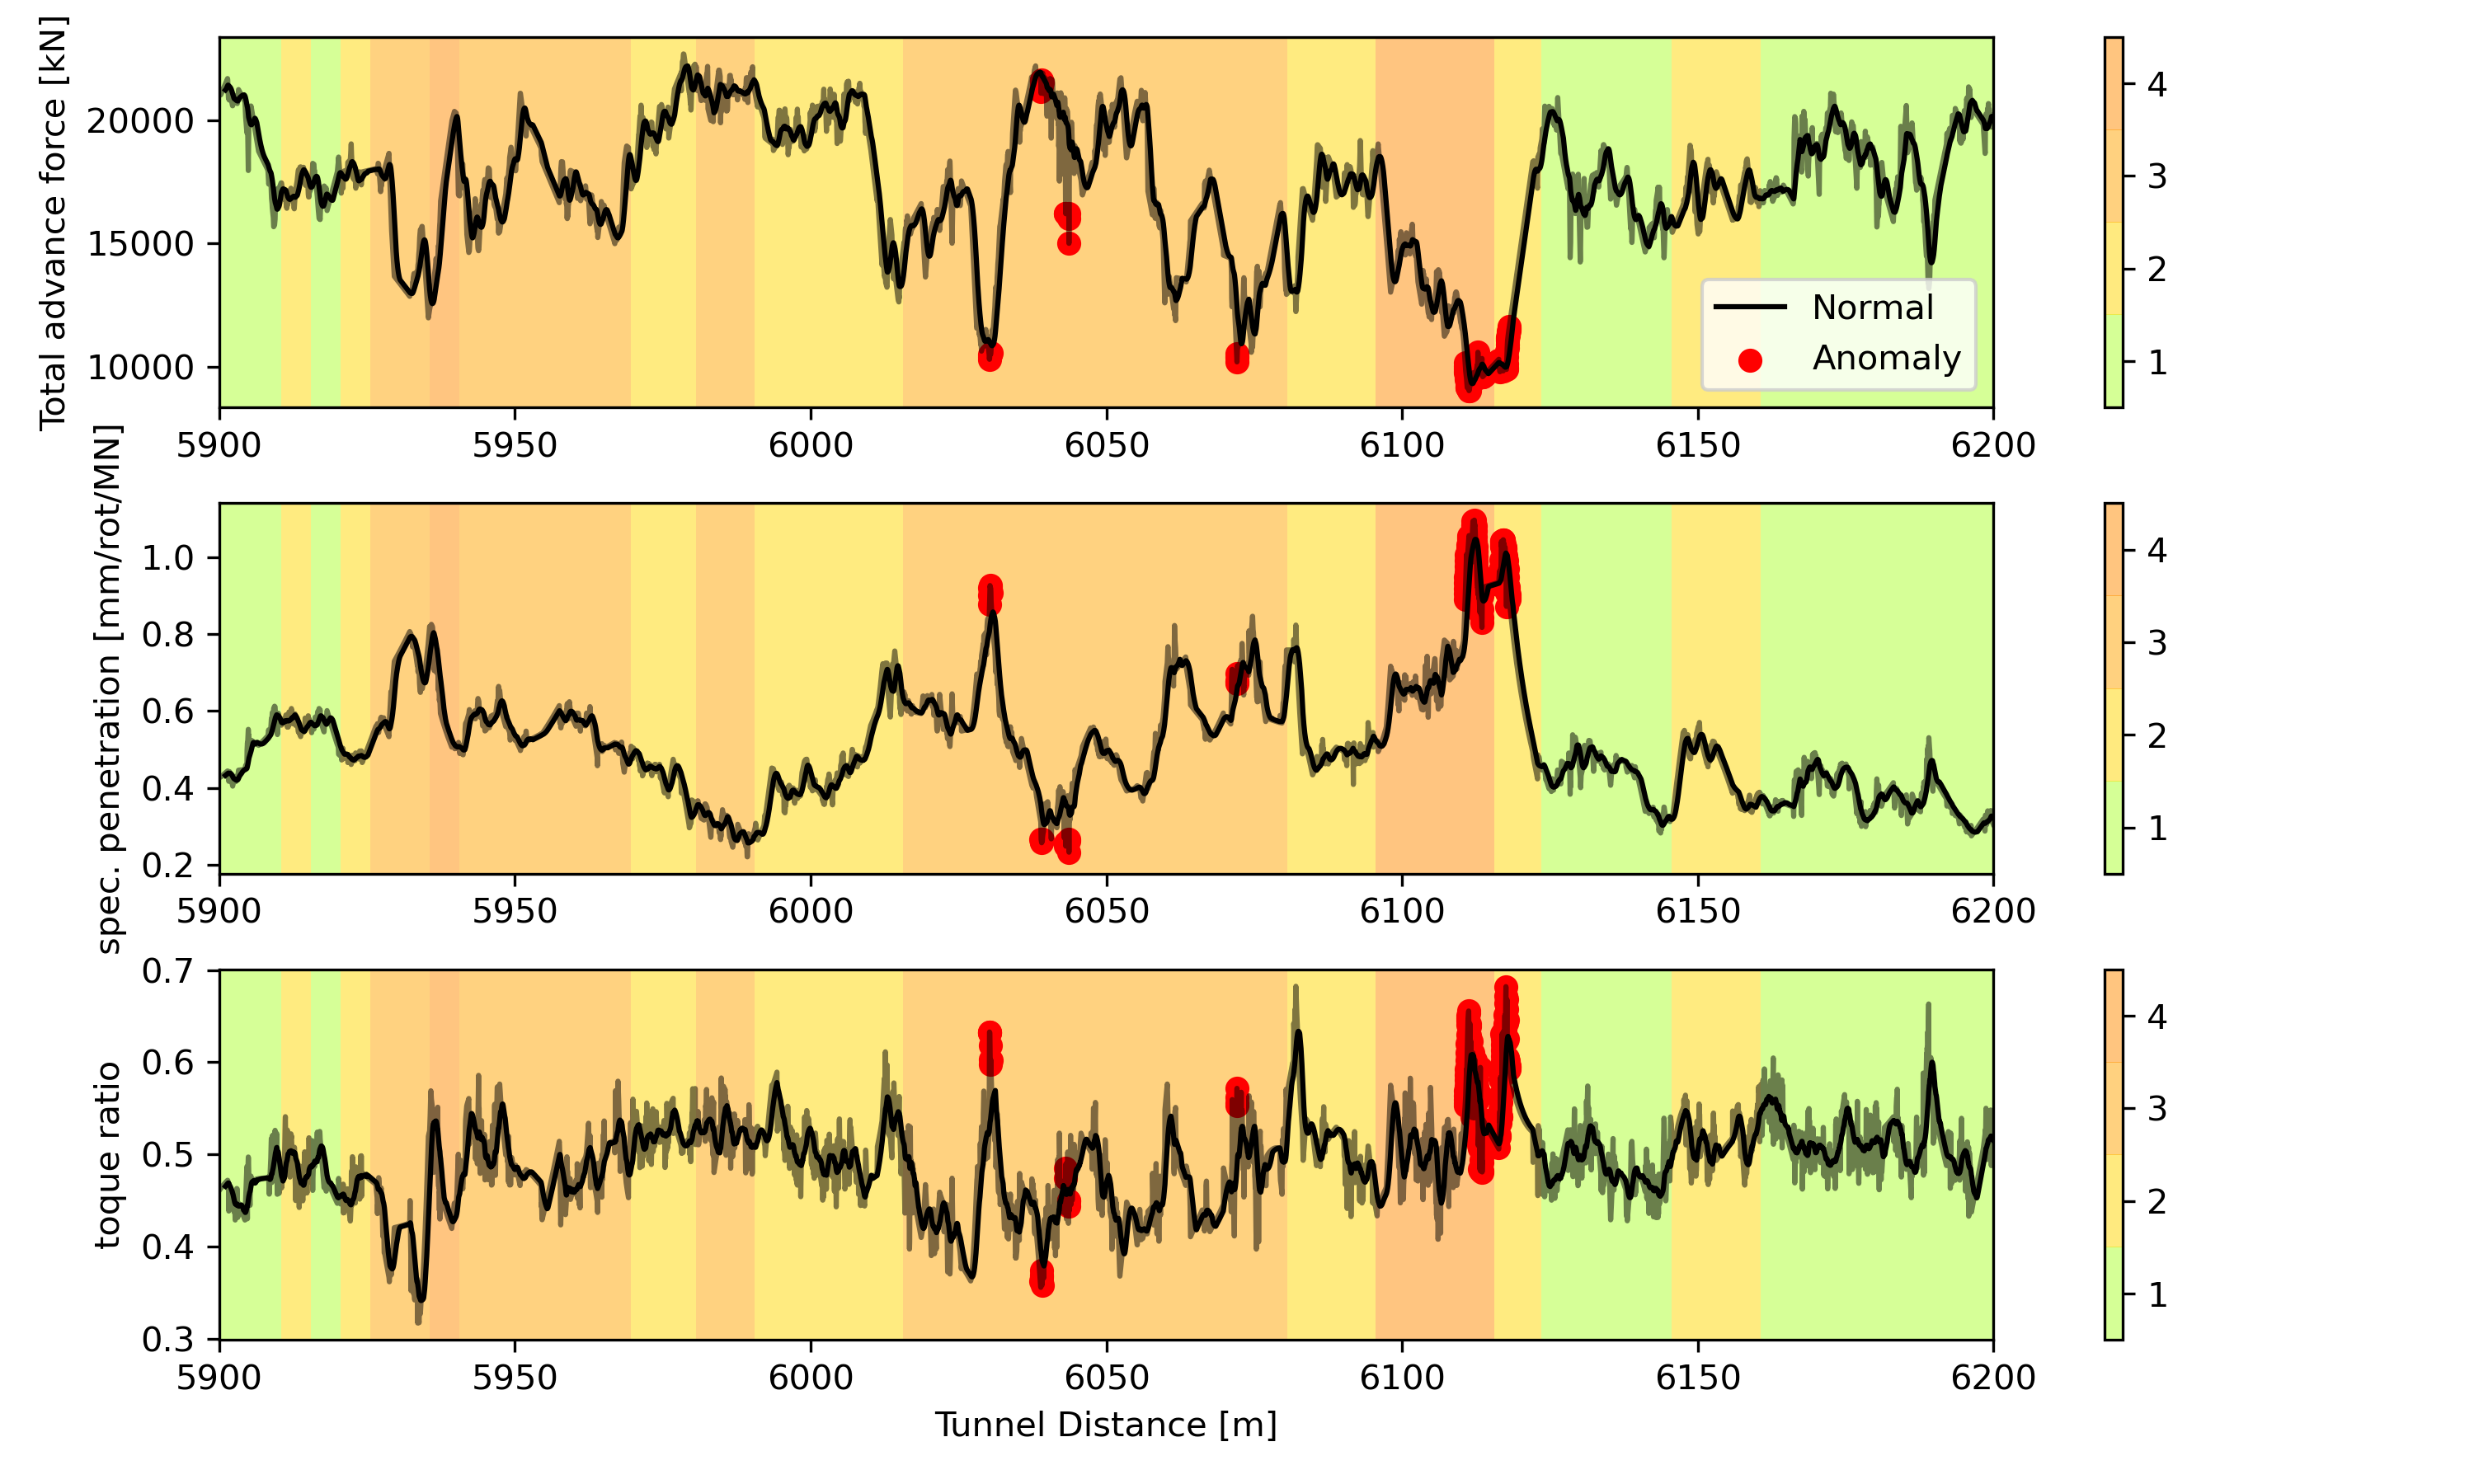 Total advance force [kN]
20000
15000
10000
5900 5950 6000 6050 6100 6150 6200
Normal
Anomaly
4
3
2
1
spec. penetration [mm/rot/MN]
1.0
0.8
0.6
0.4
0.2
5900 5950 6000 6050 6100 6150 6200
4
3
2
1
toque ratio
0.7
0.6
0.5
0.4
0.3
5900 5950 6000 6050 6100 6150 6200
4
3
2
1
Tunnel Distance [m]